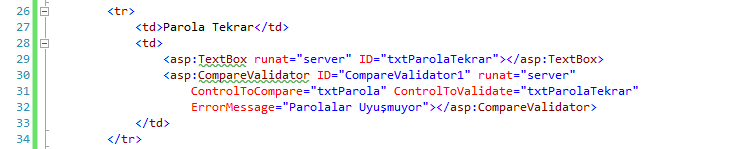 26 <tr>
27 <td>Parola Tekrar</td>
28 <td>
29 <asp:TextBox runat="server" ID="txtParolaTekrar"></asp:TextBox>
30 <asp:CompareValidator ID="CompareValidator1" runat="server"
31 ControlToCompare="txtParola" ControlToValidate="txtParolaTekrar"
32 ErrorMessage="Parolalar Uyuşmuyor"></asp:CompareValidator>
33 </td>
34 </tr>